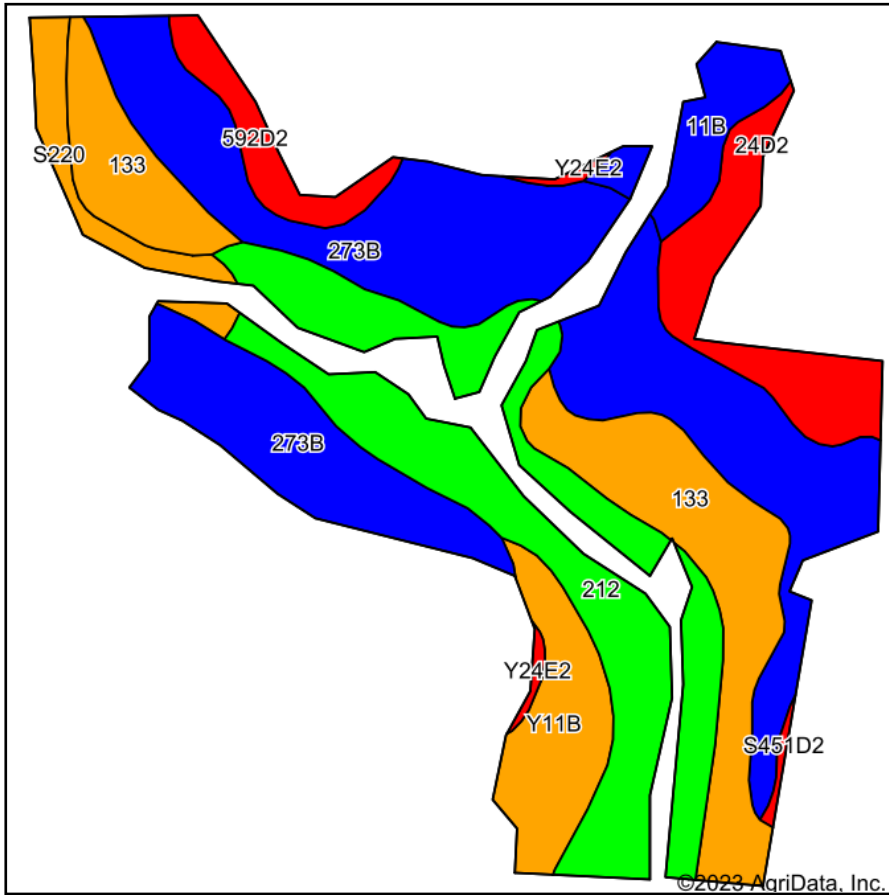 592D2
11B
24D2
S220
133
Y24E2
273B
273B
133
212
Y24E2
Y11B
S451D2
©2023 AgriData, Inc.